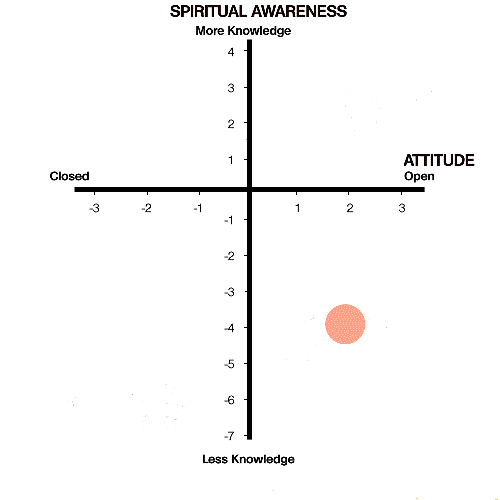 SPIRITUAL AWARENESS
More Knowledge
4
3
2
1
ATTITUDE
Closed
Open
-3 -2 -1 1 2 3
-1
-2
-3
-4
-5
-6
-7
Less Knowledge